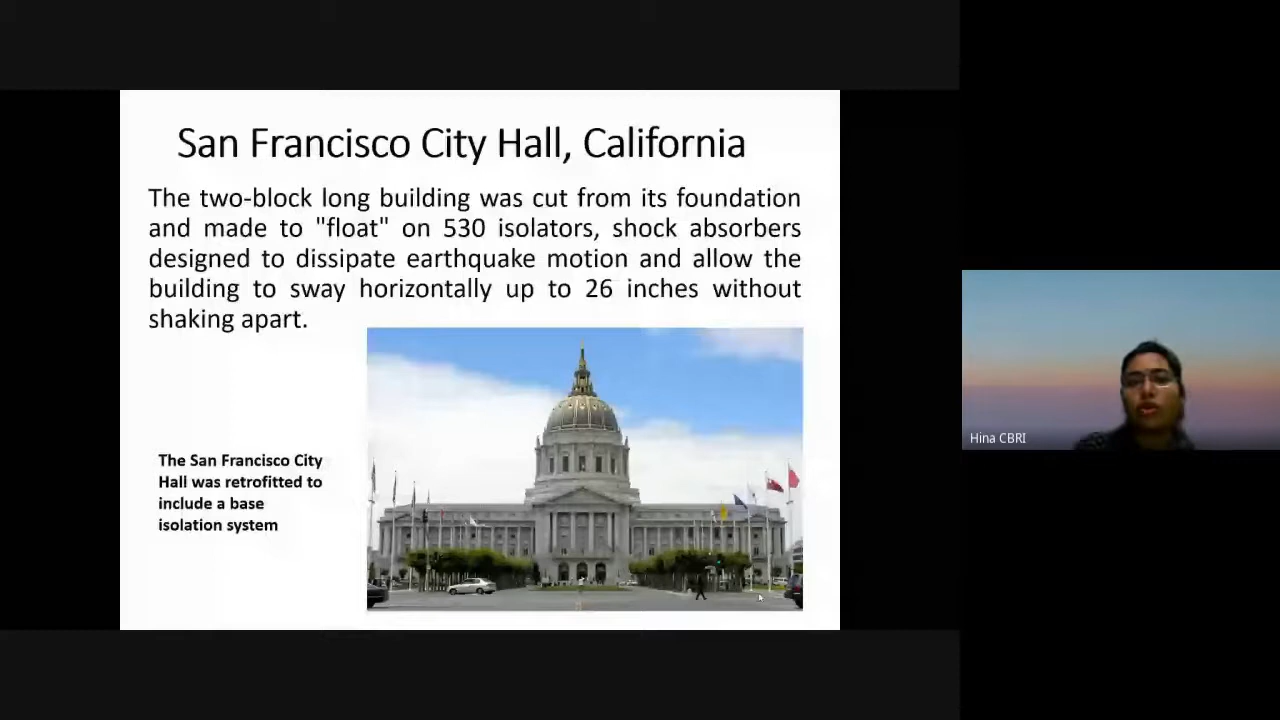 San Francisco City Hall, California
The two-block long building was cut from its foundation
and made to "float" on 530 isolators, shock absorbers
designed to dissipate earthquake motion and allow the
building to sway horizontally up to 26 inches without
shaking apart.
The San Francisco City
Hall was retrofitted to
include a base
isolation system
Hina CBRI